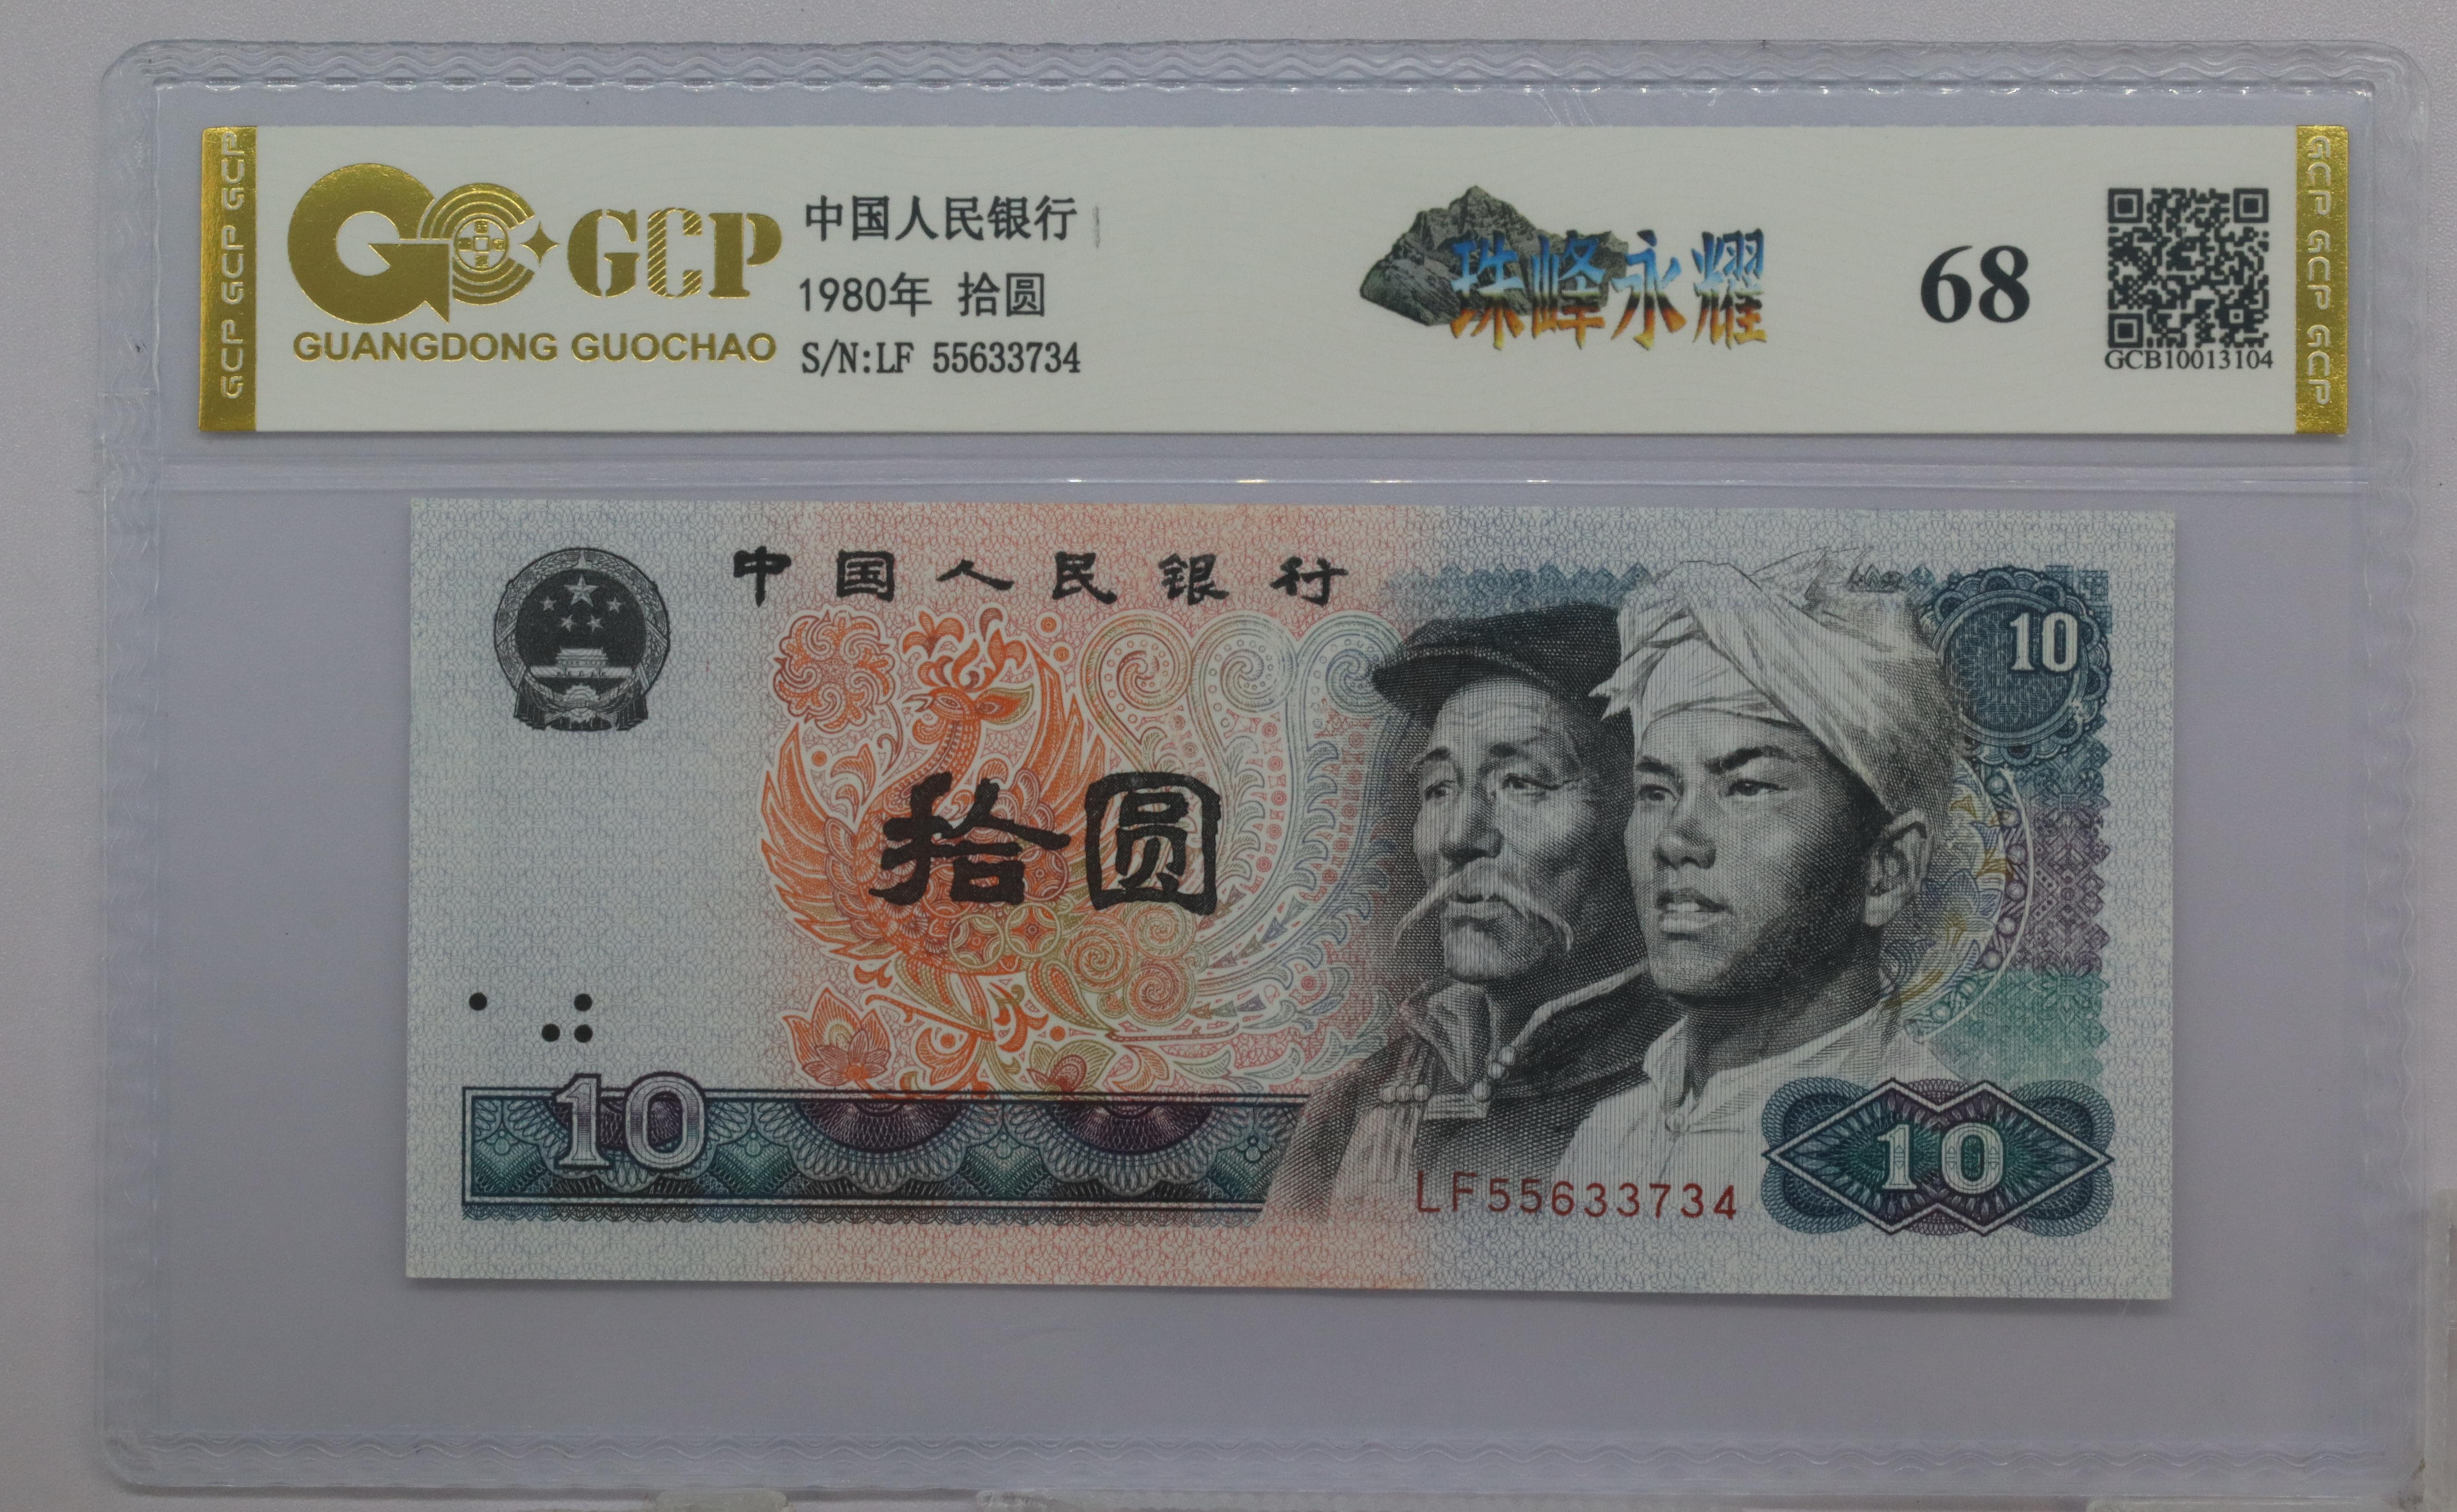 GCP GCP GCP GCP
GCP
GUANGDONG GUOCHAO
中国人民银行
1980年 拾圆
S/N:LF 55633734
珠峰永耀
68
GCB10013104
GCP GCP GCP GCP
中国人民银行
10
拾圆
10
LF55633734
10